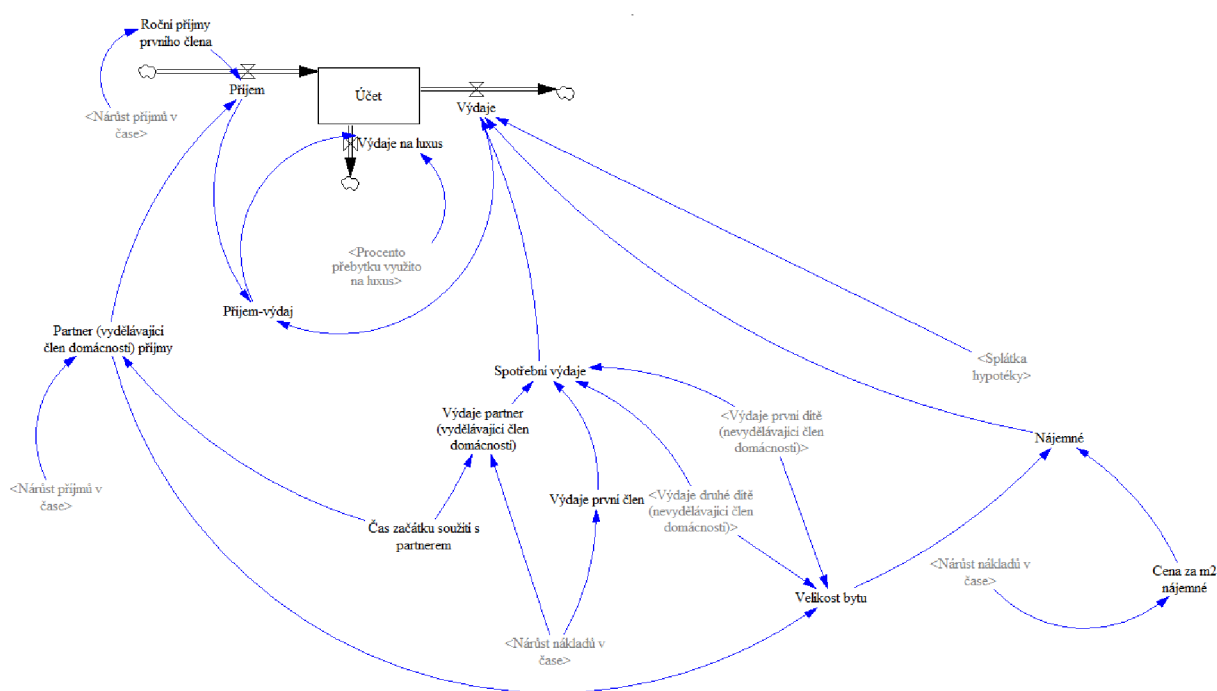 Roční příjmy
prvního člena
Příjem
Účet
Výdaje
<Nárůst příjmů v
čase>
Výdaje na luxus
<Procento
přebytku využito
na luxus>
Příjem-výdaj
Partner (vydělávající
člen domácnosti) příjmy
<Splátka
hypotéky>
Spotřební výdaje
Výdaje partner
(vydělávající člen
domácnosti)
<Výdaje první dítě
(nevydělávající člen
domácnosti)>
Nájemné
<Nárůst příjmů v
čase>
Výdaje první člen
<Výdaje druhé dítě
(nevydělávající člen
domácnosti)>
Čas začátku soužití s
partnerem
<Nárůst nákladů v
čase>
Cena za m2
nájemné
Velikost bytu
<Nárůst nákladů v
čase>